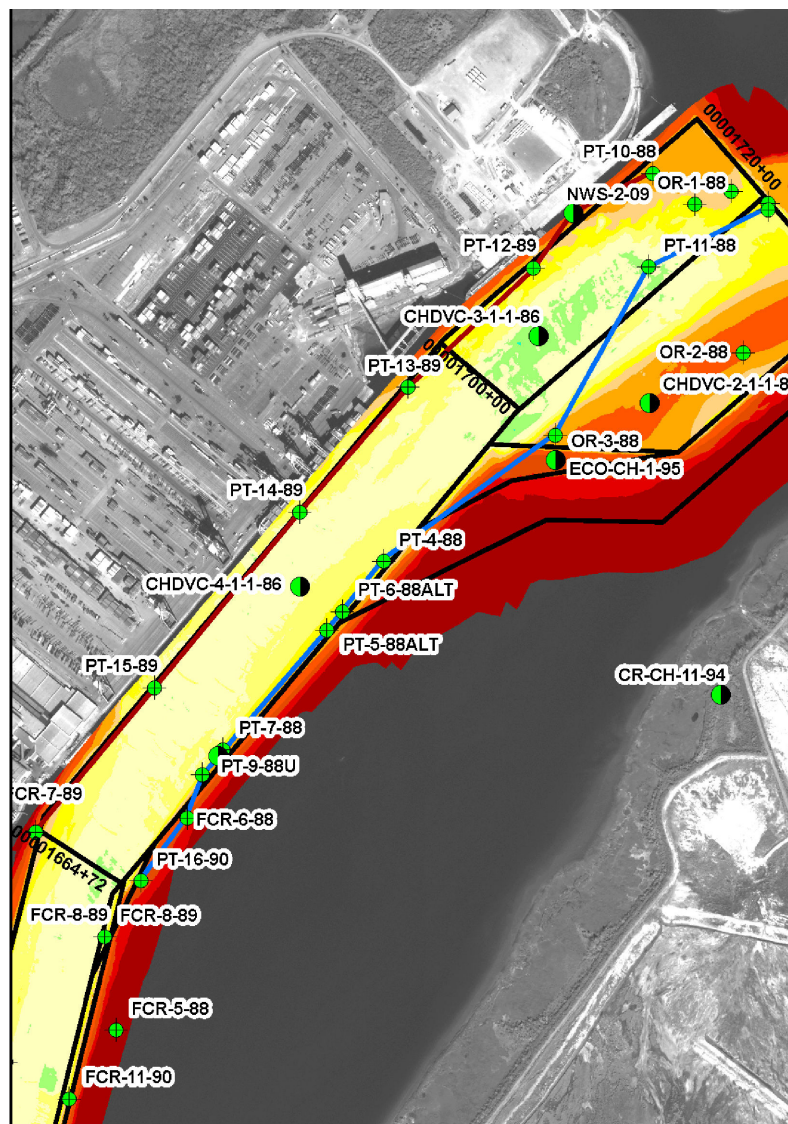 00001720+00
PT-10-88
OR-1-88
NWS-2-09
PT-12-89
PT-11-88
CHDVC-3-1-1-86
00001700+00
OR-2-88
PT-13-89
CHDVC-2-1-1-8
OR-3-88
ECO-CH-1-95
PT-14-89
PT-4-88
CHDVC-4-1-1-86
PT-6-88ALT
PT-5-88ALT
PT-15-89
CR-CH-11-94
PT-7-88
PT-9-88U
FCR-7-89
FCR-6-88
00001664+72
PT-16-90
FCR-8-89
FCR-8-89
FCR-5-88
FCR-11-90